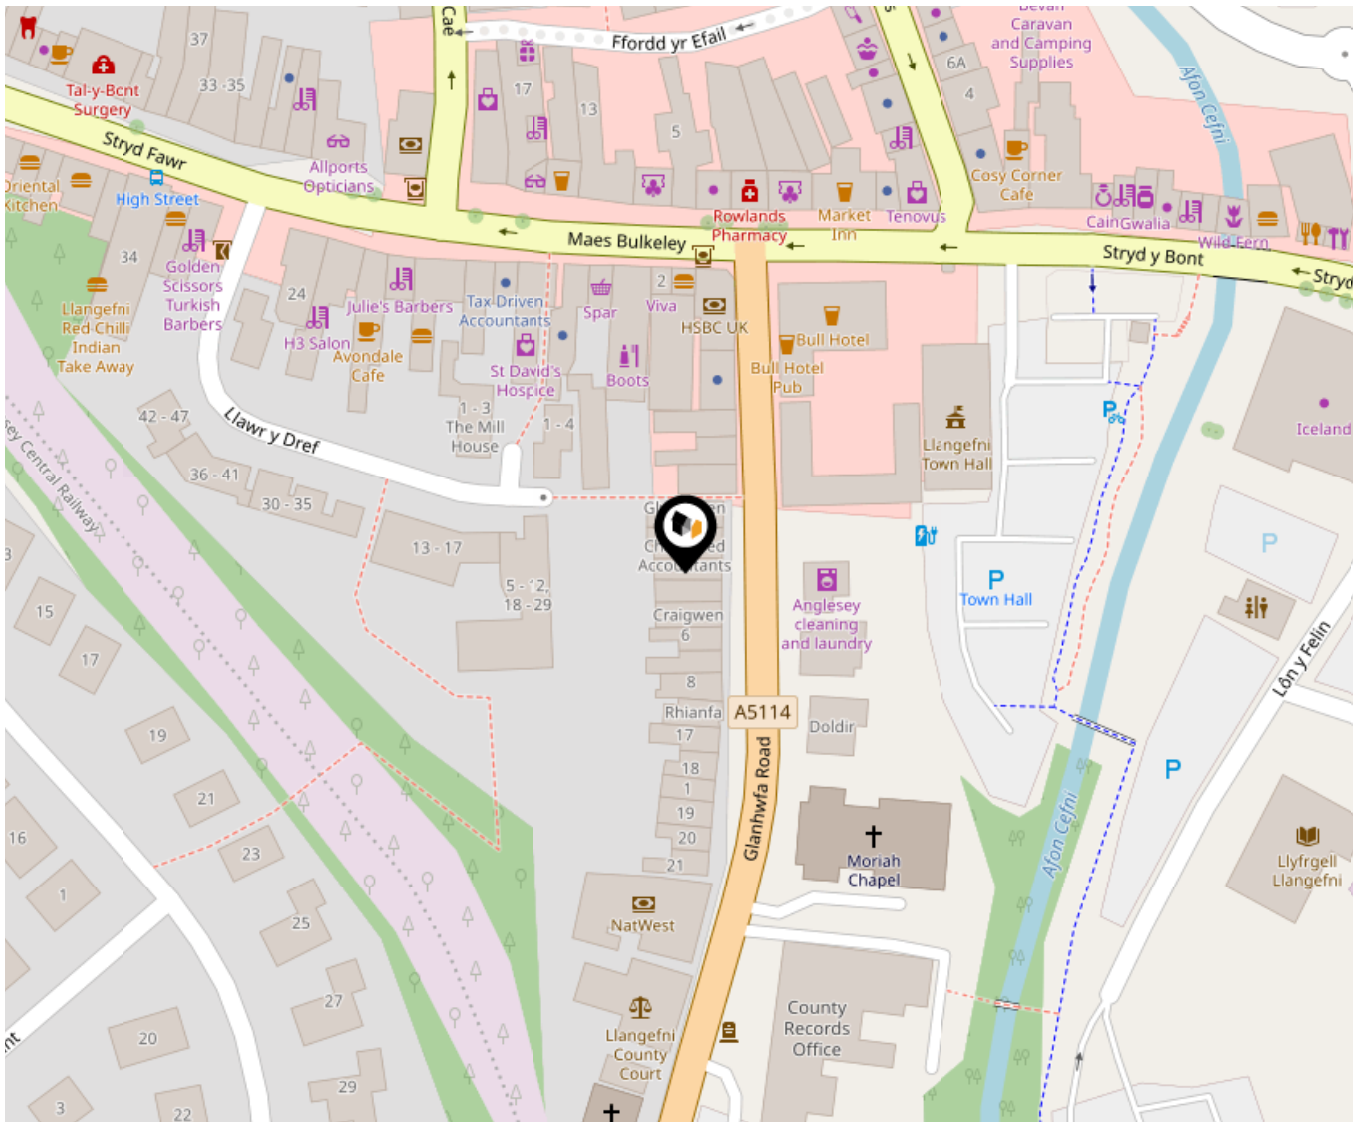 Cae
Ffordd yr Efail
Bevan
Caravan
and Camping
Supplies
37
33 -35
Tal-y-Bont
Surgery
17
13
5
6A
4
Afon Cefni
Stryd Fawr
Allports
Opticians
Cosy Corner
Cafe
Oriental
Kitchen
High Street
Rowlands
Pharmacy
Market
Inn
Tenovus
Cain
Gwalia
Wild Fern
Maes Bulkeley
Stryd y Bont
Stryd
34
Golden
Scissors
Turkish
Barbers
24
Julie's Barbers
Tax Driven
Accountants
Spar
2
Viva
HSBC UK
Bull Hotel
Llangefni
Red Chilli
Indian
Take Away
H3 Salon
Avondale
Cafe
St David's
Hospice
Boots
Bull Hotel
Pub
P
42 - 47
Llawr y Dref
1 - 3
The Mill
House
1 - 4
Llangefni
Town Hall
Iceland
sey Central Railway
36 - 41
30 - 35
13 - 17
5 - 12,
18 -29
Accountants
P
Town Hall
P
Anglesey
cleaning
and laundry
Craigwen
6
8
Rhianfa
17
18
1
19
20
21
A5114
Doldir
Glanhwfa Road
Lôn y Felin
P
3
15
17
19
21
23
25
27
29
16
1
20
22
3
Moriah
Chapel
Afon Cefni
Llyfrgell
Llangefni
NatWest
Llangefni
County
Court
County
Records
Office